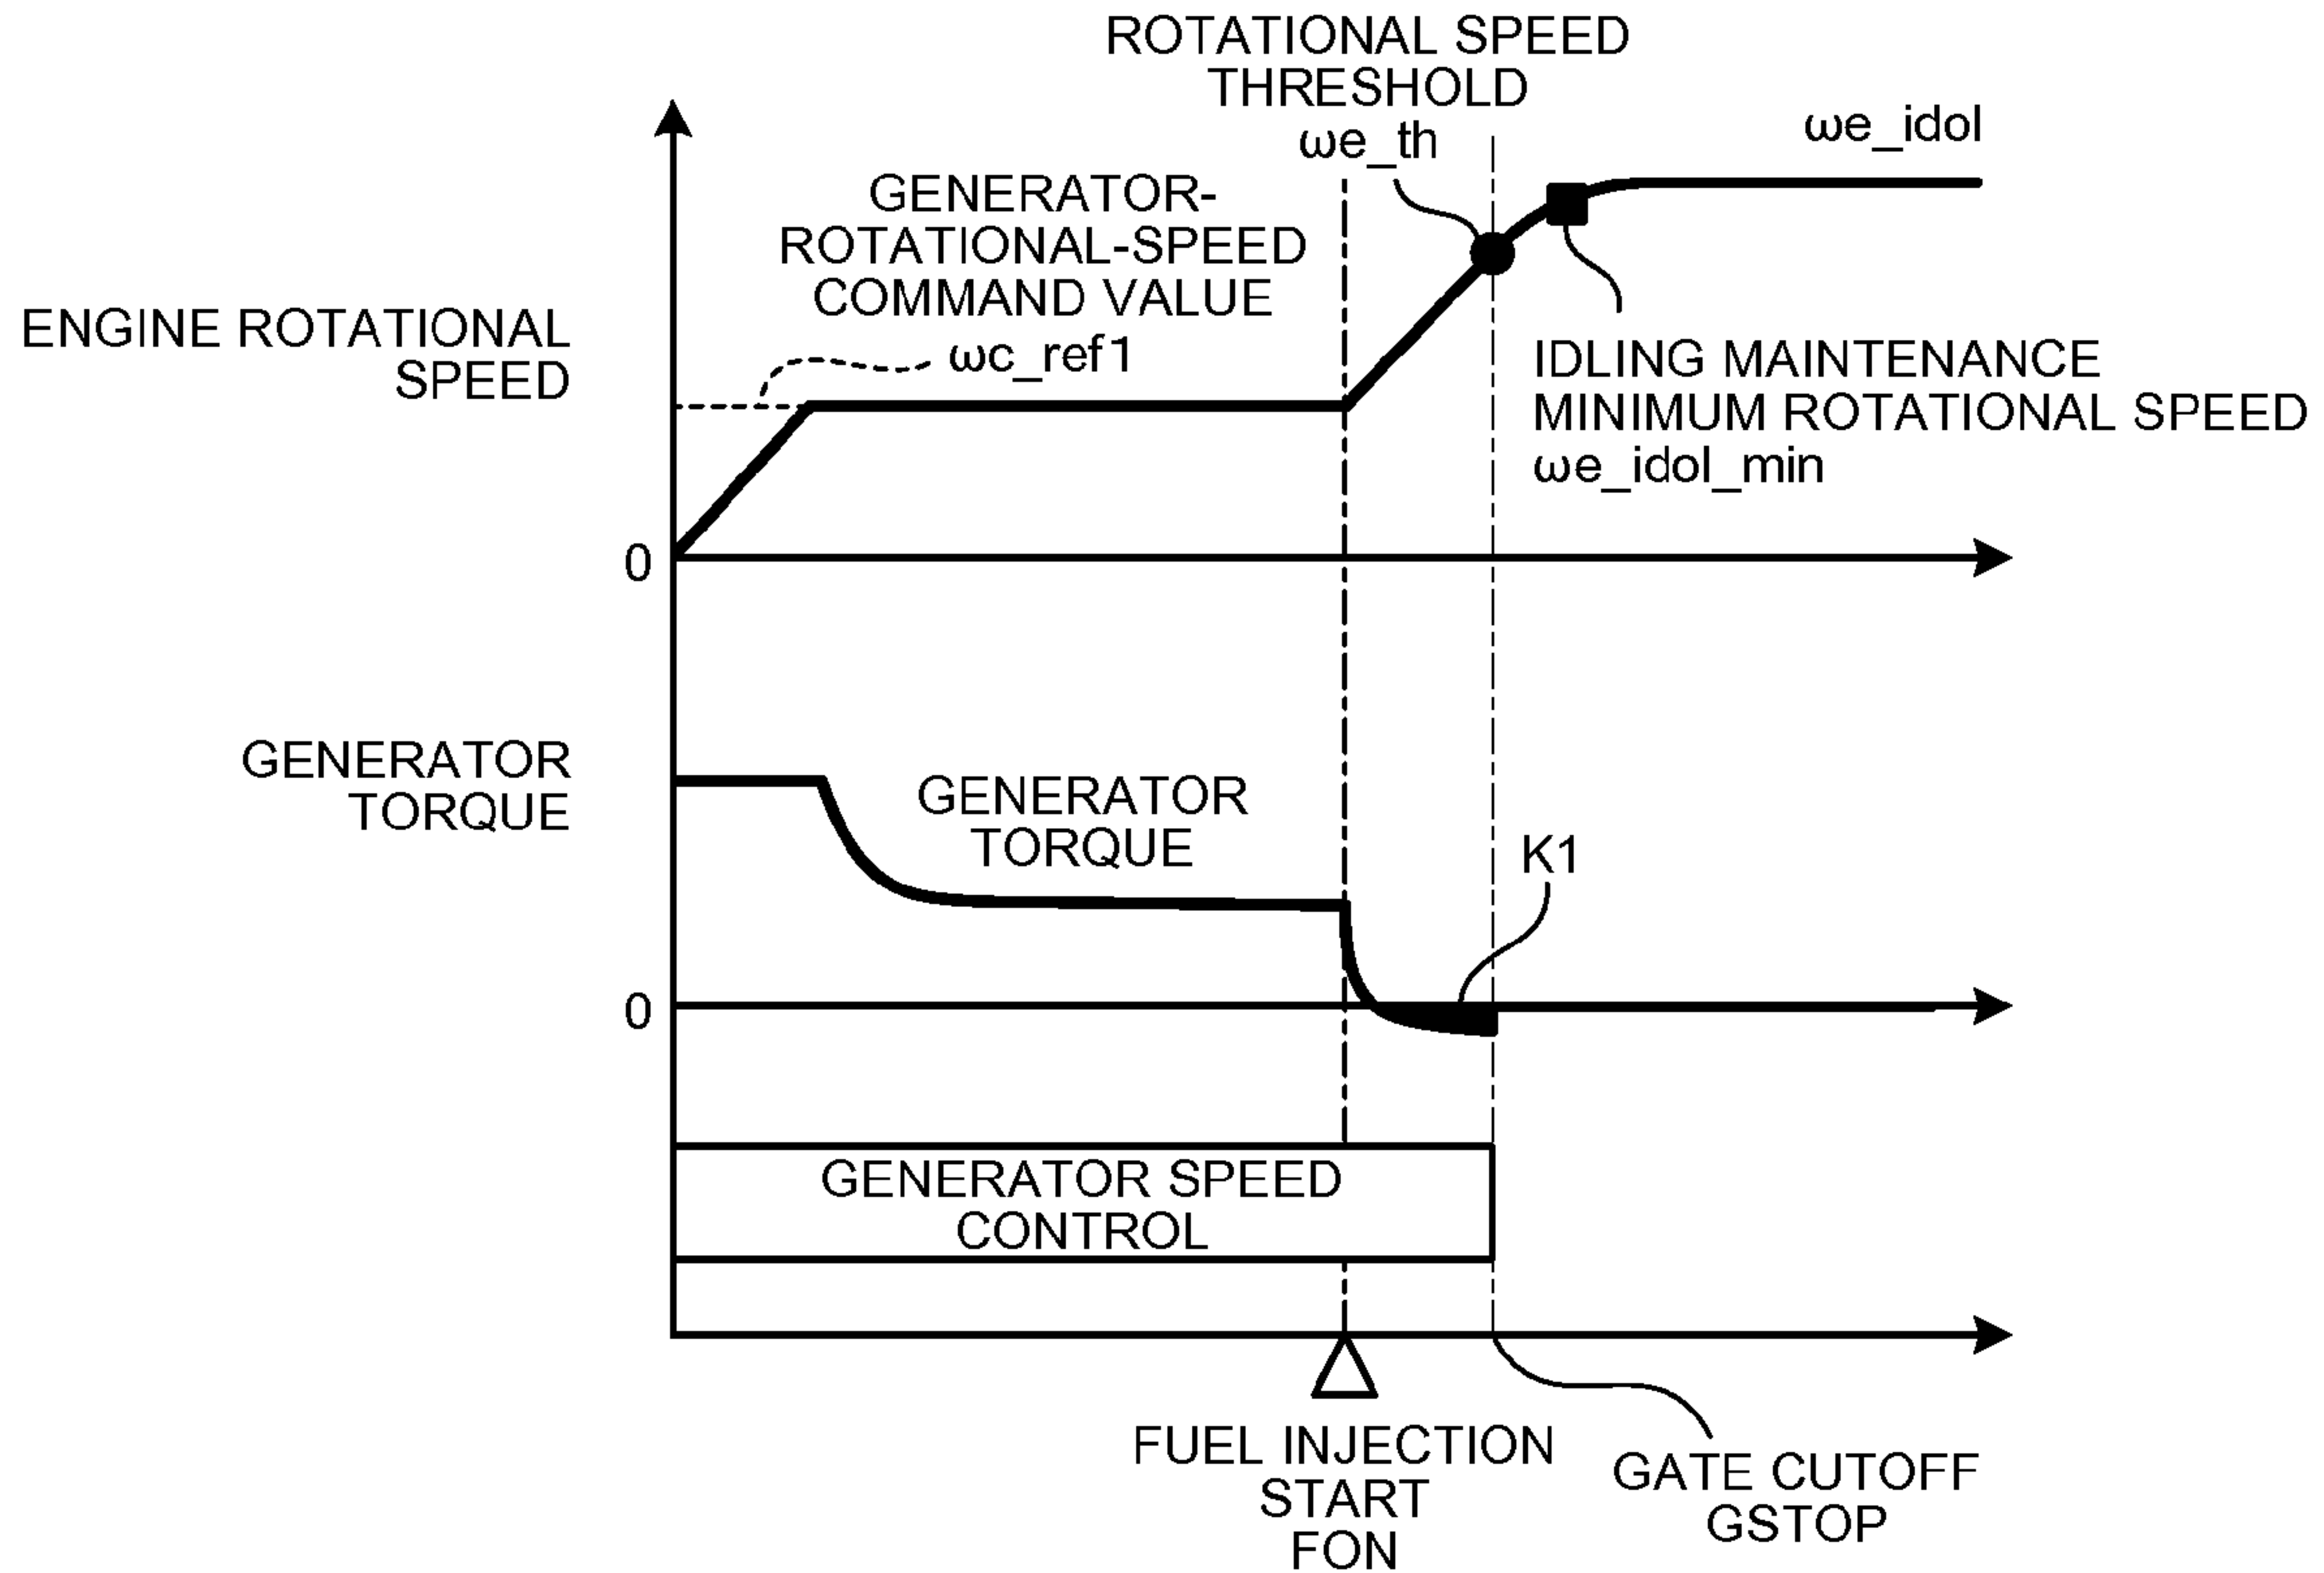 ROTATIONAL SPEED
THRESHOLD
ωe_th
ωe_idol
GENERATOR-
ROTATIONAL-SPEED
COMMAND VALUE
ωc_ref1
ENGINE ROTATIONAL
SPEED
IDLING MAINTENANCE
MINIMUM ROTATIONAL SPEED
ωe_idol_min
0
GENERATOR
TORQUE
GENERATOR
TORQUE
K1
0
GENERATOR SPEED
CONTROL
FUEL INJECTION
START
FON
GATE CUTOFF
GSTOP